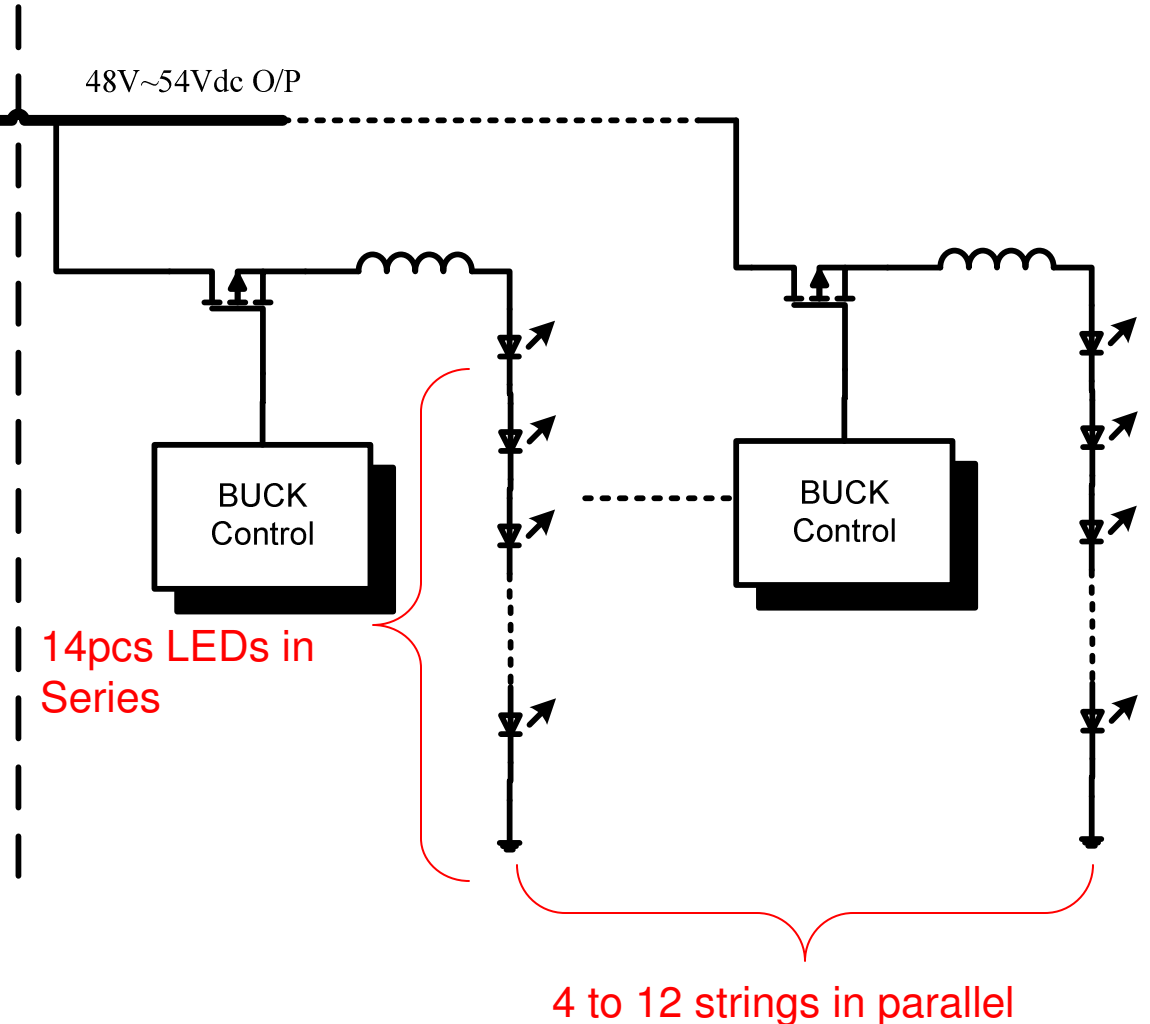 48V~54Vdc O/P
BUCK
Control
BUCK
Control
14pcs LEDs in
Series
4 to 12 strings in parallel